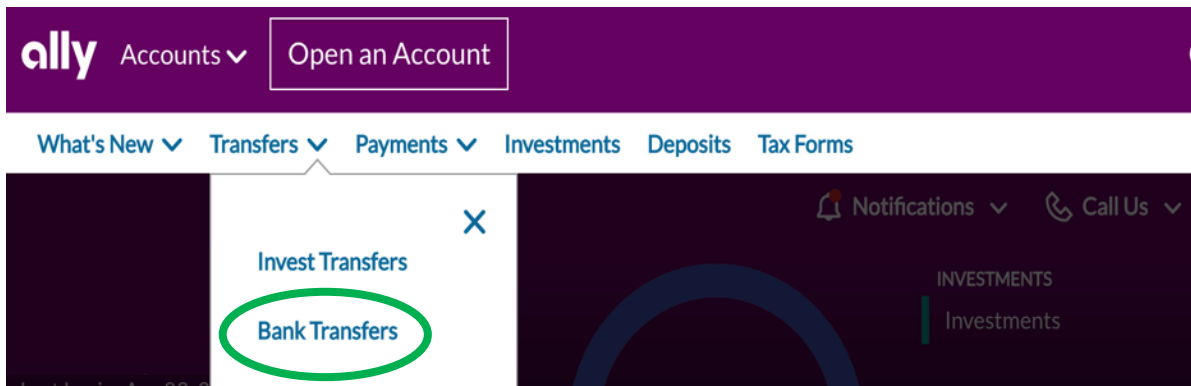 ally Accounts Open an Account
What's New Transfers Payments Investments Deposits Tax Forms
Notifications Call Us
Invest Transfers
INVESTMENTS
Investments
Bank Transfers